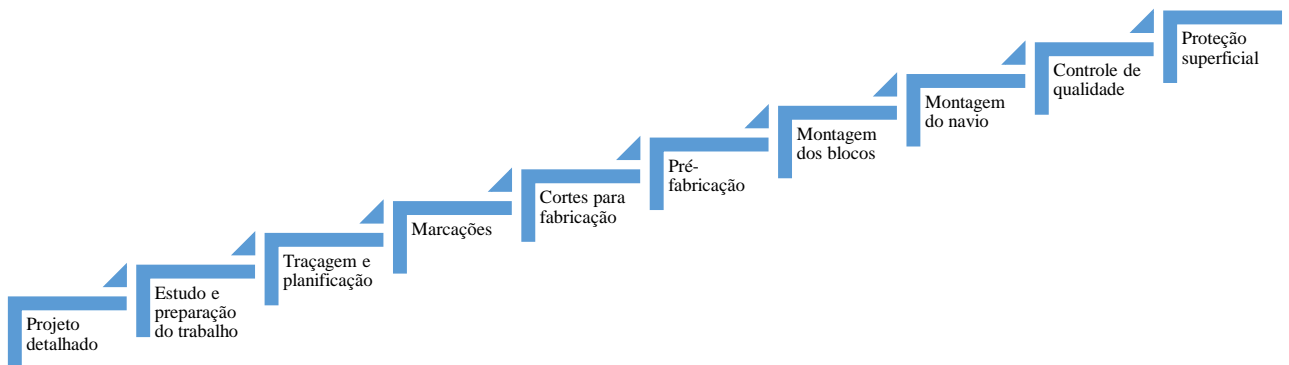 Projeto
detalhado
Estudo e
preparação
do trabalho
Traçagem e
planificação
Marcações
Cortes para
fabricação
Pré-
fabricação
Montagem
dos blocos
Montagem
do navio
Controle de
qualidade
Proteção
superficial